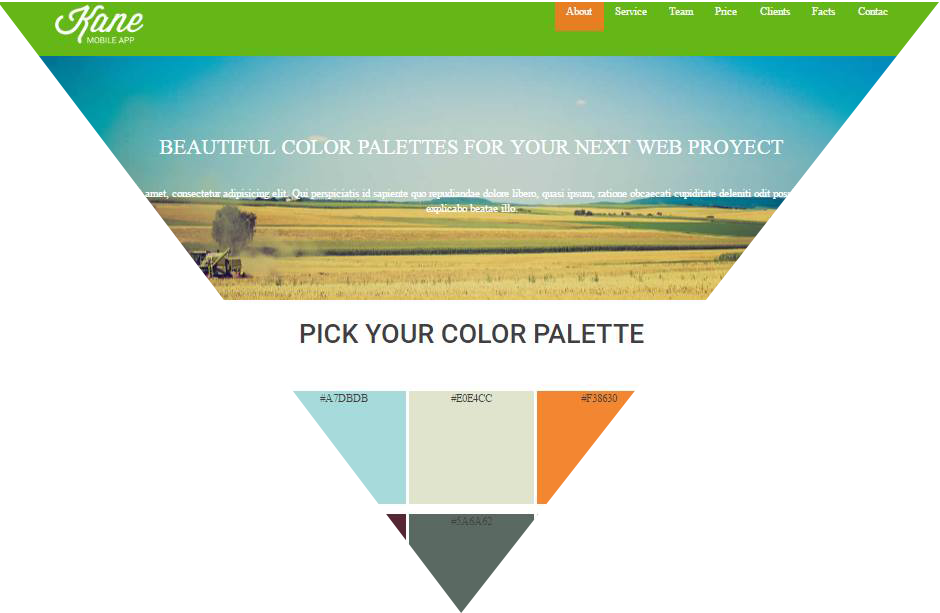 Kane
MOBILE APP
About Service Team Price Clients Facts Contac
BEAUTIFUL COLOR PALETTES FOR YOUR NEXT WEB PROYECT
amet, consectetur adipisicing elit. Qui perspiciatis id sapiente quo repudiandae dolore libero, quasi ipsum, ratione obcaecati cupiditate deleniti odit
explicabo beatae illo.
PICK YOUR COLOR PALETTE
#A7DBDB #E0E4CC #F38630
#5A6A62